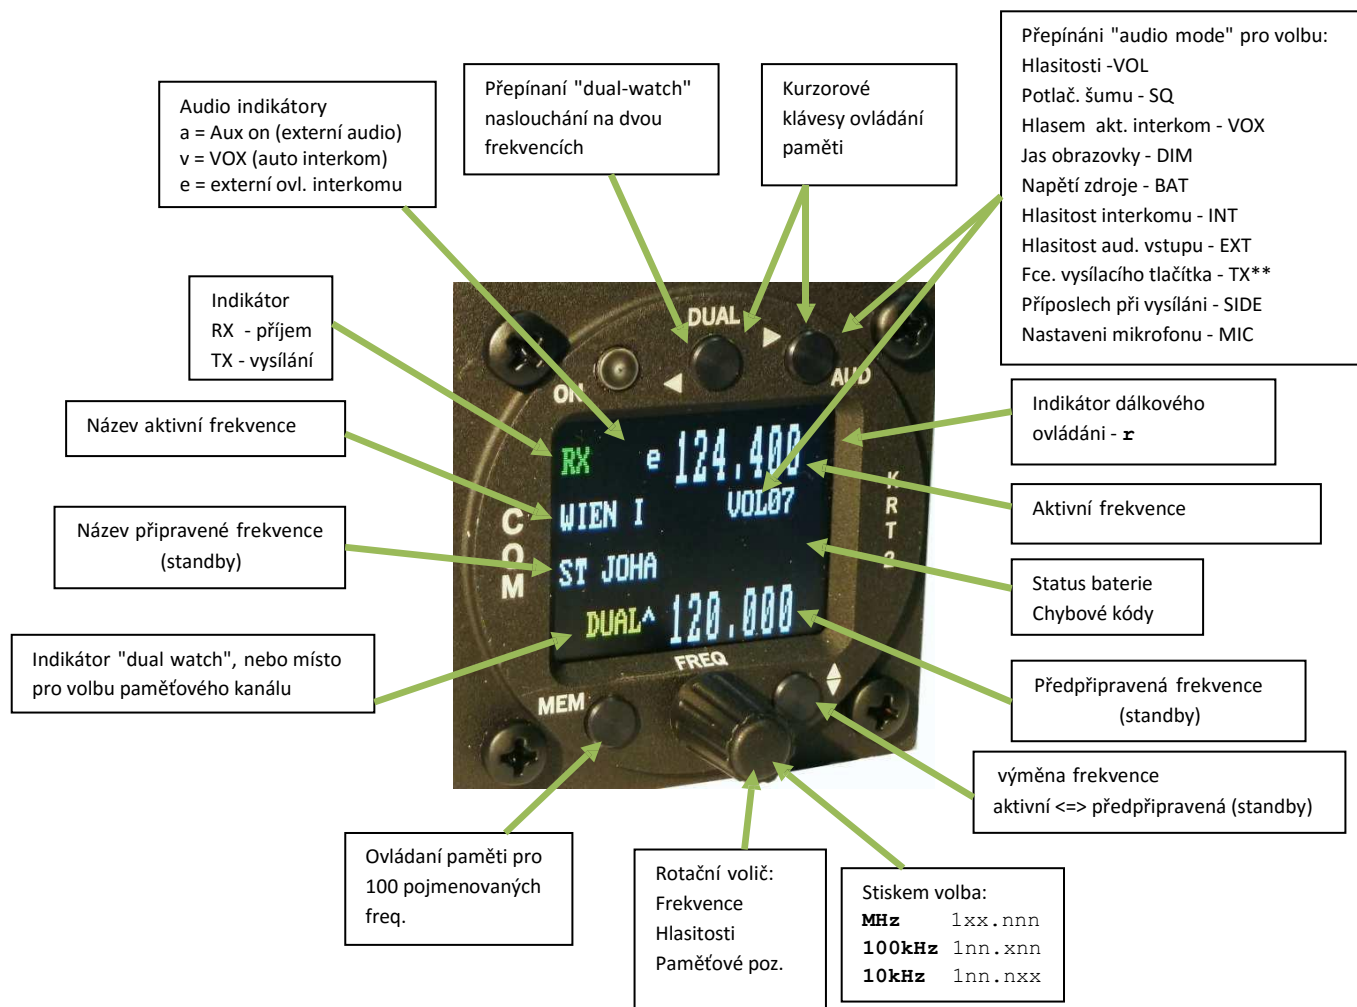 Přepínáni "audio mode" pro volbu:
Hlasitosti -VOL
Potlač. šumu - SQ
Hlasem akt. interkom - VOX
Jas obrazovky - DIM
Napětí zdroje - BAT
Hlasitost interkomu - INT
Hlasitost aud. vstupu - EXT
Fce. vysílacího tlačítka - TX**
Příposlech při vysíláni - SIDE
Nastaveni mikrofonu - MIC
Přepínaní "dual-watch"
naslouchání na dvou
frekvencích
Kurzorové
klávesy ovládání
paměti
Audio indikátory
a = Aux on (externí audio)
v = VOX (auto interkom)
e = externí ovl. interkomu
Indikátor
RX - příjem
TX - vysílání
Název aktivní frekvence
Název připravené frekvence
(standby)
Indikátor "dual watch", nebo místo
pro volbu paměťového kanálu
DUAL
ON
AUD
RX e 124.400
WIEN I VOL07
ST JOHA
DUAL^ 120.000
COM
KRT2
FREQ
MEM
Indikátor dálkového
ovládáni - r
Aktivní frekvence
Status baterie
Chybové kódy
Předpřipravená frekvence
(standby)
výměna frekvence
aktivní <=> předpřipravená (standby)
Ovládaní paměti pro
100 pojmenovaných
freq.
Rotační volič:
Frekvence
Hlasitosti
Paměťové poz.
Stiskem volba:
MHz 1xx.nnn
100kHz 1nn.xnn
10kHz 1nn.nxx